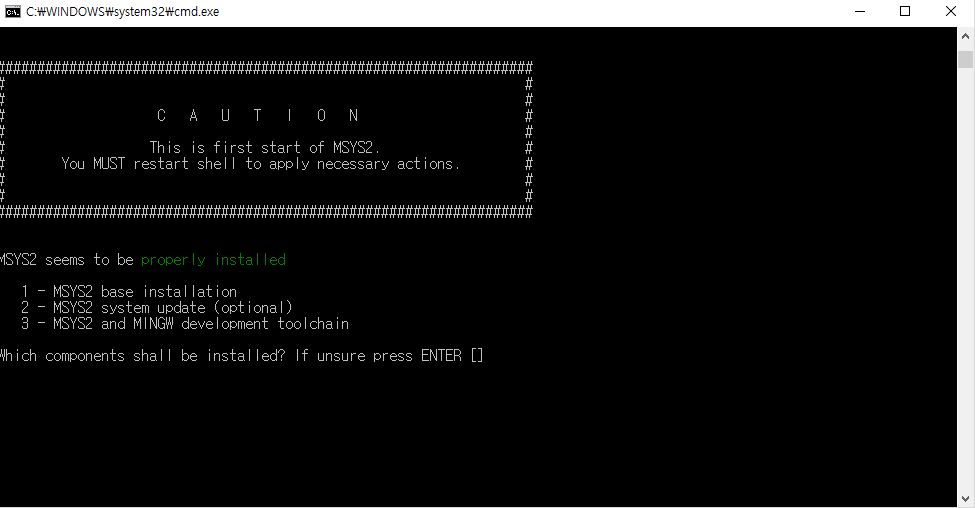 C:₩WINDOWS₩system32₩cmd.exe
###################################################################
#                                                                 #
#                                                                 #
#                   C   A   U   T   I   O   N                     #
#                                                                 #
#                  This is first start of MSYS2.                  #
#       You MUST restart shell to apply necessary actions.        #
#                                                                 #
#                                                                 #
###################################################################
MSYS2 seems to be properly installed
1 - MSYS2 base installation
2 - MSYS2 system update (optional)
3 - MSYS2 and MINGW development toolchain
Which components shall be installed? If unsure press ENTER []